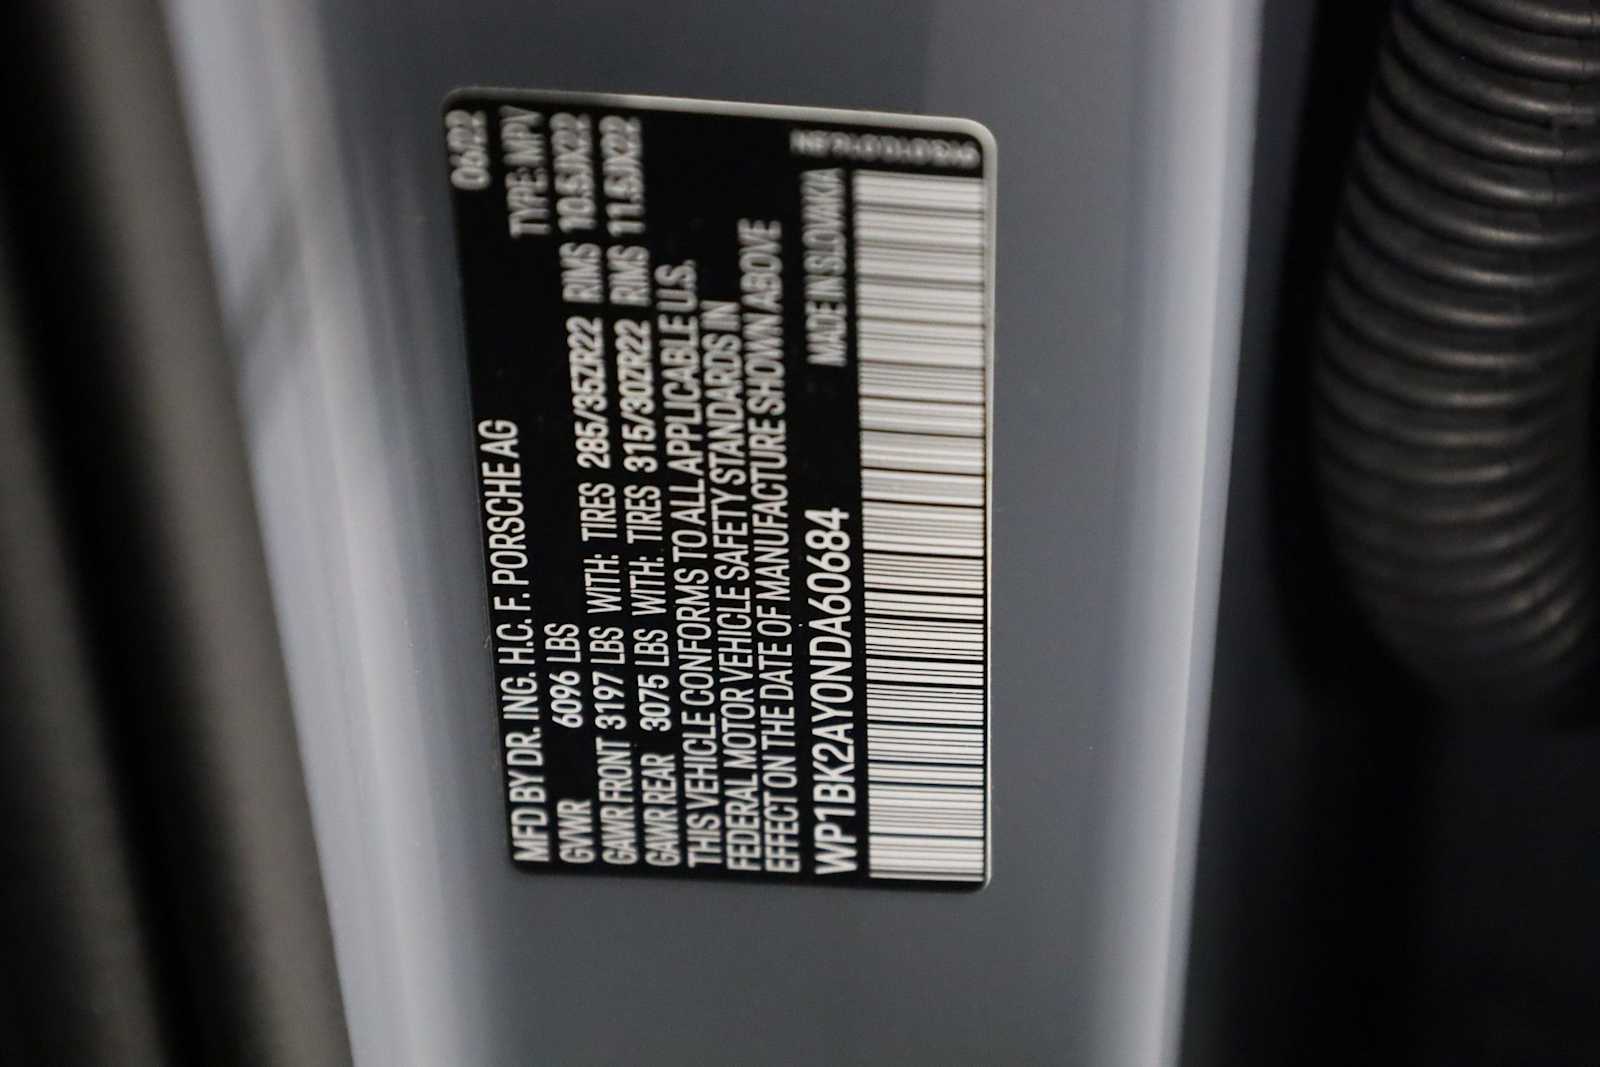 MFD BY DR. ING. H.C. F. PORSCHE AG 06/22
GVWR 6096 LBS TYPE: MPV
GAWR FRONT 3197 LBS WITH: TIRES 285/35ZR22 RIMS 10.5JX22
GAWR REAR 3075 LBS WITH: TIRES 315/30ZR22 RIMS 11.5JX22
THIS VEHICLE CONFORMS TO ALL APPLICABLE U.S.
FEDERAL MOTOR VEHICLE SAFETY STANDARDS IN
EFFECT ON THE DATE OF MANUFACTURE SHOWN ABOVE
WP1BK2AY0NDA60684 MADE IN SLOVAKIA